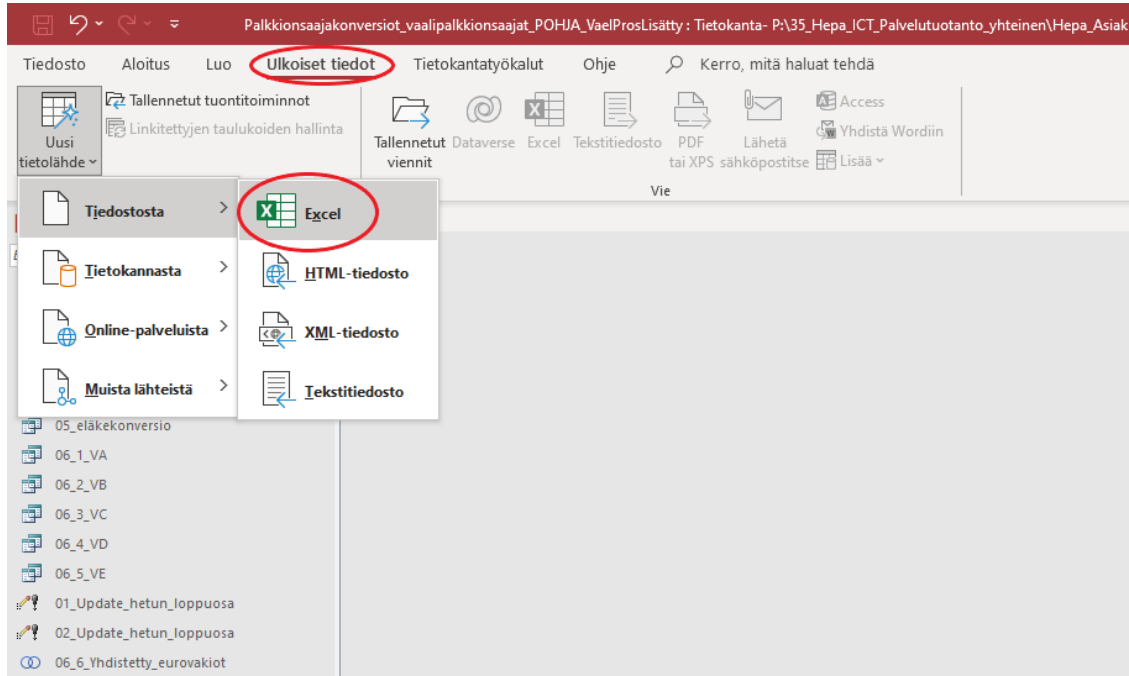 Palkkionsaajakonversiot_vaalipalkkionsaajat_POHJA_VaelProsLisätty : Tietokanta- P:\35_Hepa_ICT_Palvelutuotanto_yhteinen\Hepa_Asiak
Tiedosto Aloitus Luo Ulkoiset tiedot Tietokantatyökalut Ohje Kerro, mitä haluat tehdä
Uusi tietolähde
Tallennetut tuontitoiminnot
Linkitettyjen taulukoiden hallinta
Tallennetut viennit
Dataverse
Excel
Tekstitiedosto
PDF tai XPS
Lähetä sähköpostitse
Access
Yhdistä Wordiin
Lisää
Vie
Tiedostosta
Tietokannasta
Online-palveluista
Muista lähteistä
Excel
HTML-tiedosto
XML-tiedosto
Tekstitiedosto
05_eläkekonversio
06_1_VA
06_2_VB
06_3_VC
06_4_VD
06_5_VE
01_Update_hetun_loppuosa
02_Update_hetun_loppuosa
06_6_Yhdistetty_eurovakiot